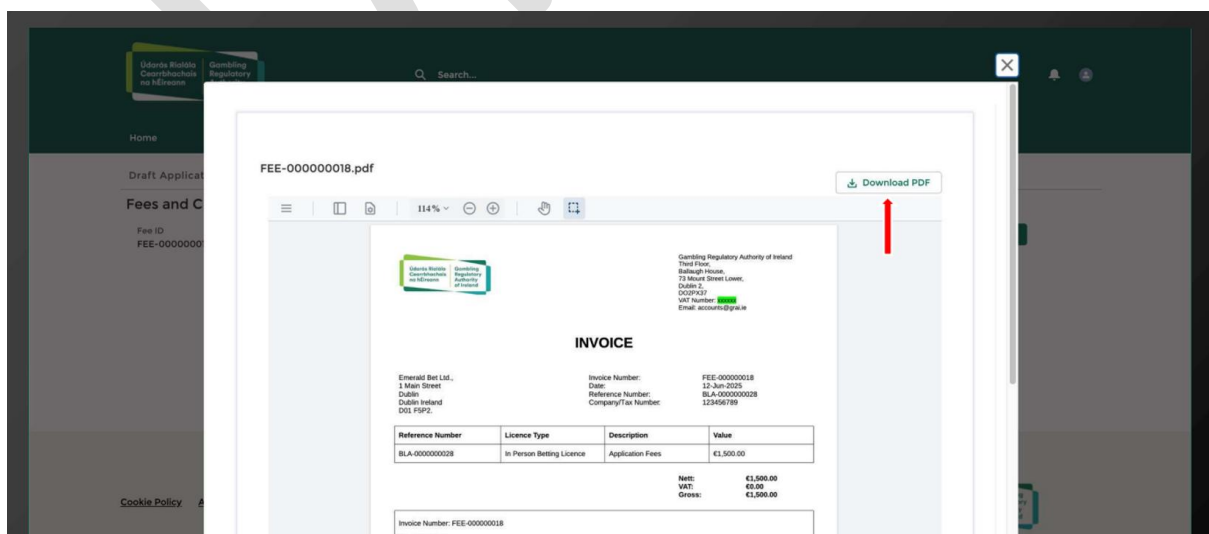 Údarás Rialála Gambling
Cearrbhachais Regulatory
na hÉireann
Search...
Home
Draft Applicat
FEE-000000018.pdf
Download PDF
Fees and C
114%
Fee ID
FEE-0000000
Údarás Rialála Gambling
Cearrbhachais Regulatory
na hÉireann Authority
of Ireland
Gambling Regulatory Authority of Ireland
Third Floor,
Ballaugh House,
73 Mount Street Lower,
Dublin 2,
DO2PX37
VAT Number: xxxxxx
Email: accounts@grai.ie
INVOICE
Emerald Bet Ltd.,
1 Main Street
Dublin
Dublin Ireland
D01 F5P2.
Invoice Number: FEE-000000018
Date: 12-Jun-2025
Reference Number: BLA-0000000028
Company/Tax Number: 123456789
Reference Number Licence Type Description Value
BLA-0000000028 In Person Betting Licence Application Fees €1,500.00
Nett: €1,500.00
VAT: €0.00
Gross: €1,500.00
Cookie Policy A
Invoice Number: FEE-000000018